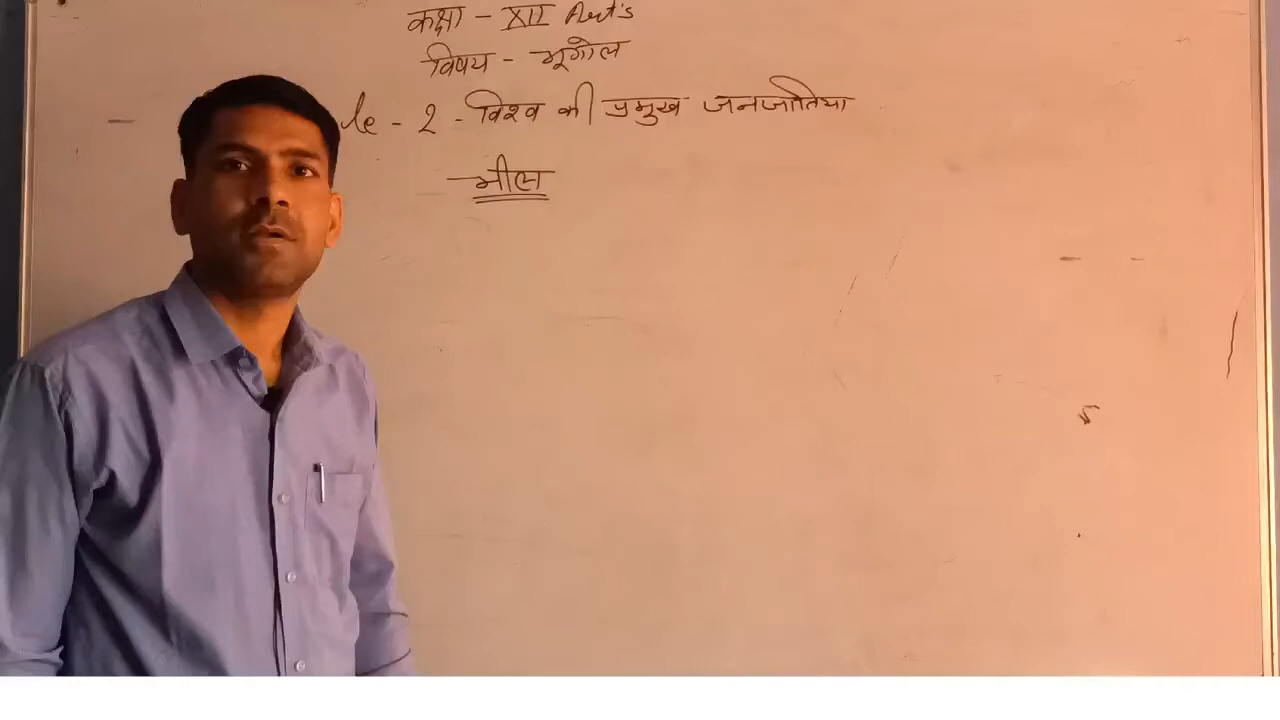 कक्षा - XII Art's
विषय - भूगोल
le - 2 - विश्व की प्रमुख जनजातिया
भील